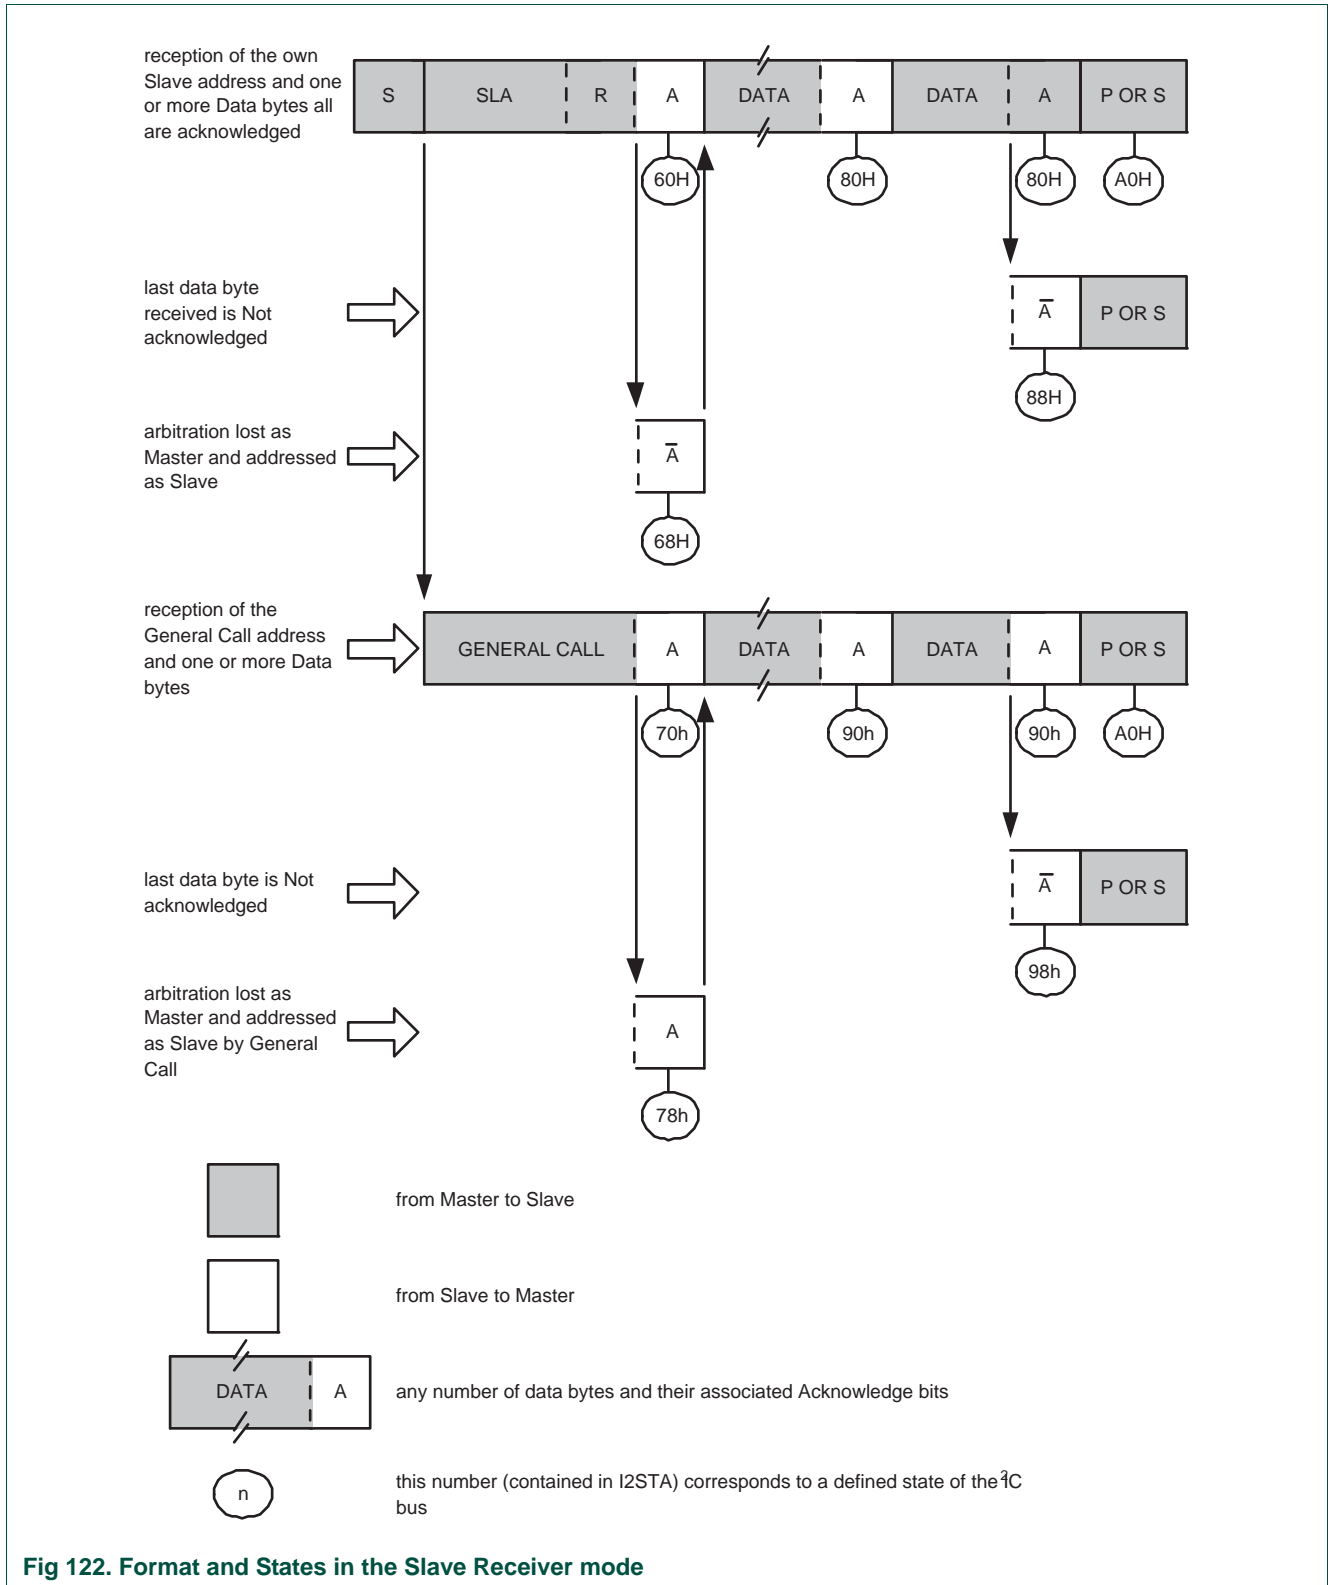 reception of the own
Slave address and one
or more Data bytes all
are acknowledged
S SLA R A DATA A DATA A P OR S
60H 80H 80H A0H
last data byte
received is Not
acknowledged
A̅ P OR S
88H
arbitration lost as
Master and addressed
as Slave
A̅
68H
reception of the
General Call address
and one or more Data
bytes
GENERAL CALL A DATA A DATA A P OR S
70h 90h 90h A0H
last data byte is Not
acknowledged
A̅ P OR S
98h
arbitration lost as
Master and addressed
as Slave by General
Call
A
78h
from Master to Slave
from Slave to Master
DATA A
any number of data bytes and their associated Acknowledge bits
n
this number (contained in I2STA) corresponds to a defined state of the I²C
bus
Fig 122. Format and States in the Slave Receiver mode